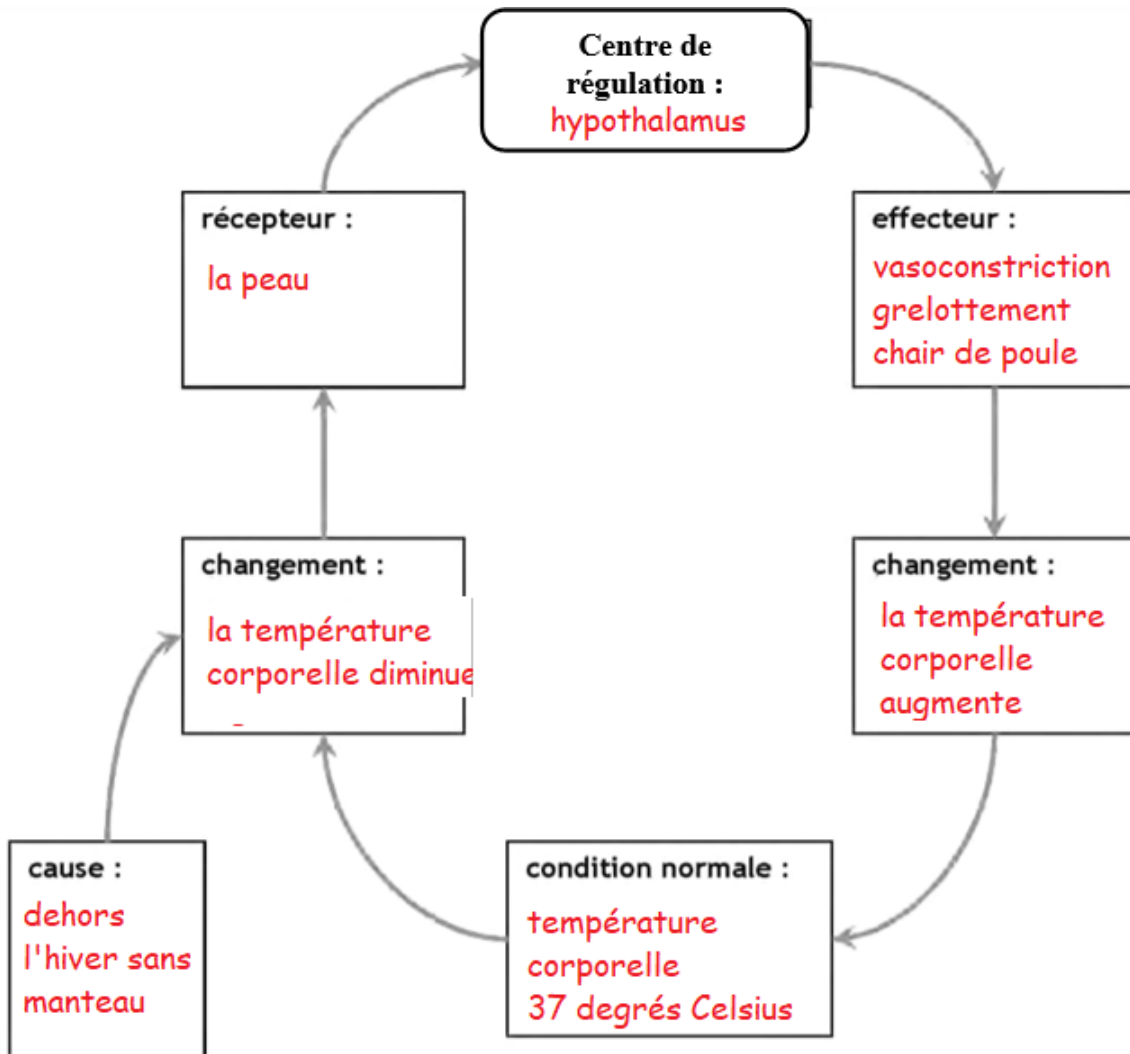 Centre de
régulation :
hypothalamus
récepteur :
la peau
effecteur :
vasoconstriction
grelottement
chair de poule
changement :
la température
corporelle diminue
changement :
la température
corporelle
augmente
cause :
dehors
l'hiver sans
manteau
condition normale :
température
corporelle
37 degrés Celsius